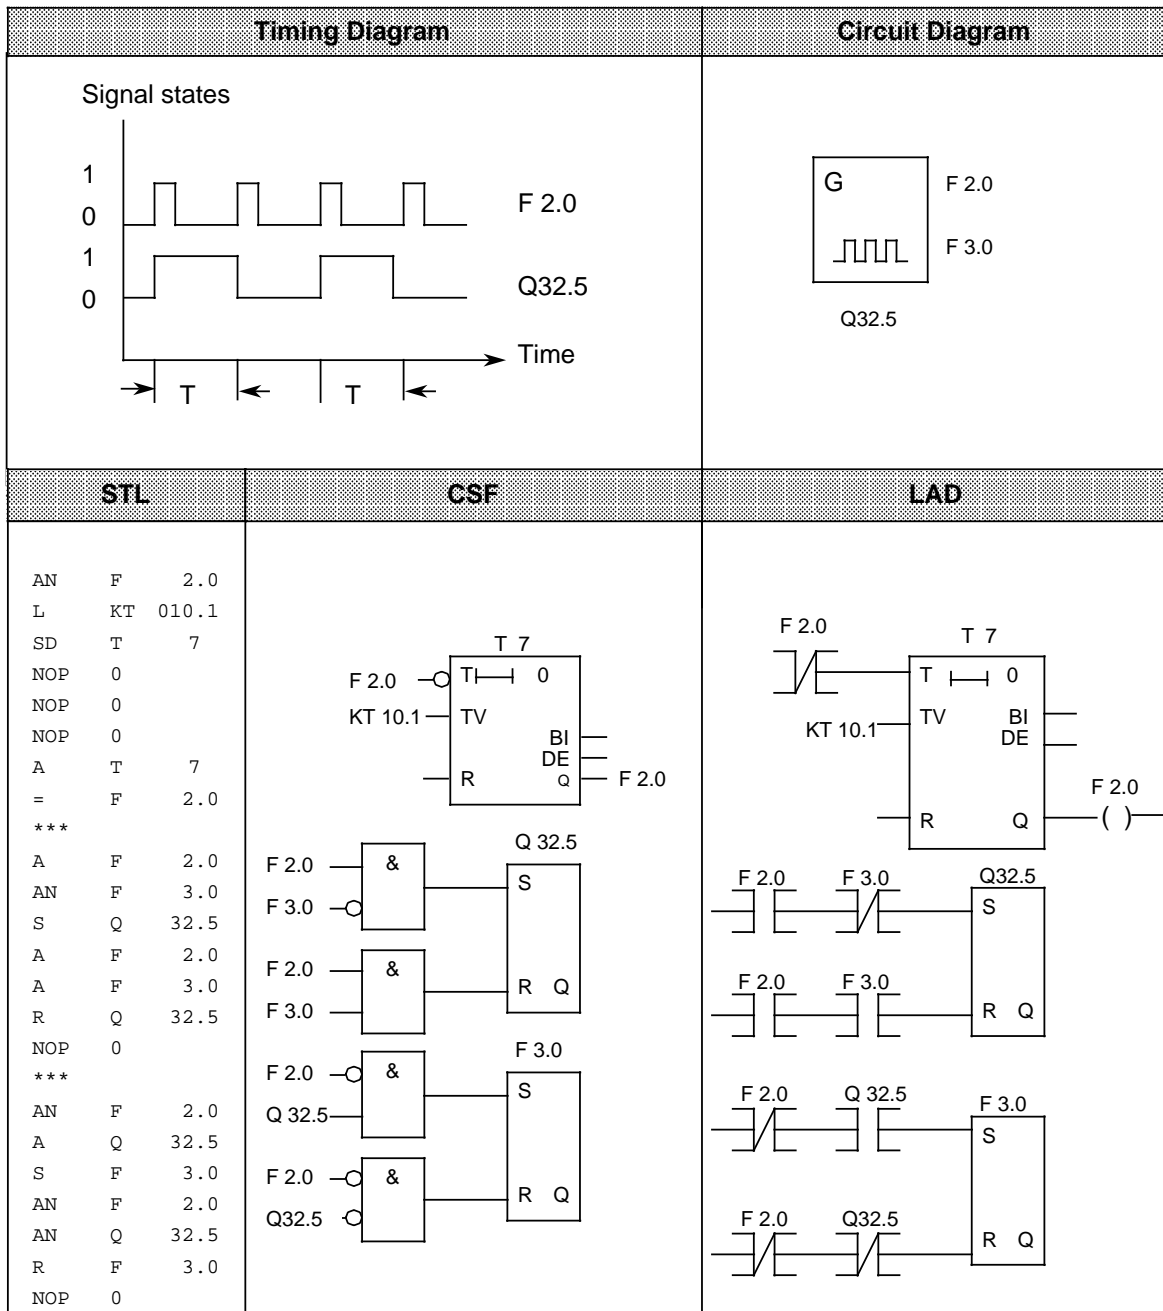 Timing Diagram
Circuit Diagram
Signal states
1
0
F 2.0
1
0
Q32.5
Time
T
T
G
F 2.0
F 3.0
Q32.5
STL
CSF
LAD
AN F 2.0
L KT 010.1
SD T 7
NOP 0
NOP 0
NOP 0
A T 7
= F 2.0
***
A F 2.0
AN F 3.0
S Q 32.5
A F 2.0
A F 3.0
R Q 32.5
NOP 0
***
AN F 2.0
A Q 32.5
S F 3.0
AN F 2.0
AN Q 32.5
R F 3.0
NOP 0
T 7
F 2.0 T 0
KT 10.1 TV
BI
DE
R Q F 2.0
Q 32.5
F 2.0 & S
F 3.0
F 2.0 & R Q
F 3.0
F 3.0
F 2.0 & S
Q 32.5
F 2.0 & R Q
Q32.5
F 2.0 T 7
T 0
KT 10.1 TV BI
DE
F 2.0
R Q ( )
F 2.0 F 3.0 Q32.5
S
F 2.0 F 3.0
R Q
F 2.0 Q 32.5 F 3.0
S
F 2.0 Q32.5
R Q